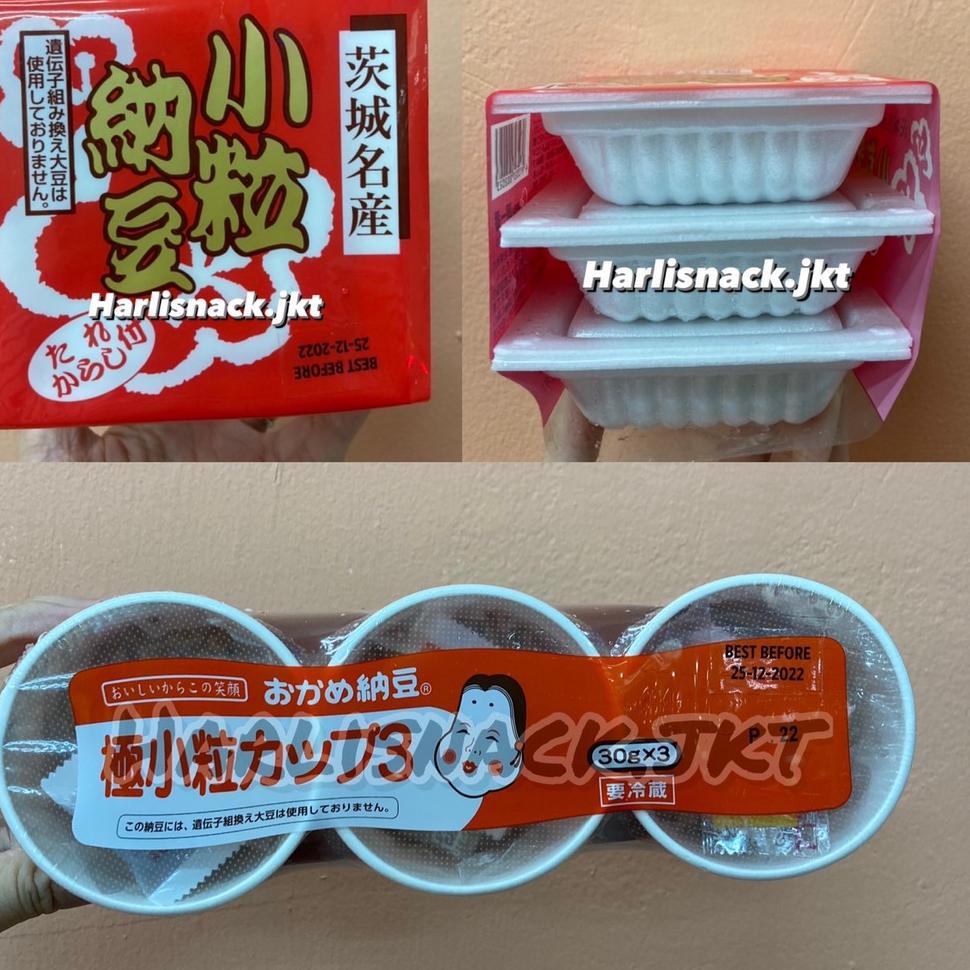 茨城名産
小粒
納豆
遺伝子組み換え大豆は
使用しておりません。
たれ
からし付
BEST BEFORE
25-12-2022
Harlisnack.jkt
小粒
Harlisnack.jkt
おいしいからこの笑顔
おかめ納豆®
極小粒カップ3
この納豆には、遺伝子組換え大豆は使用しておりません。
30g×3
要冷蔵
BEST BEFORE
25-12-2022
HARLISNACK.JKT